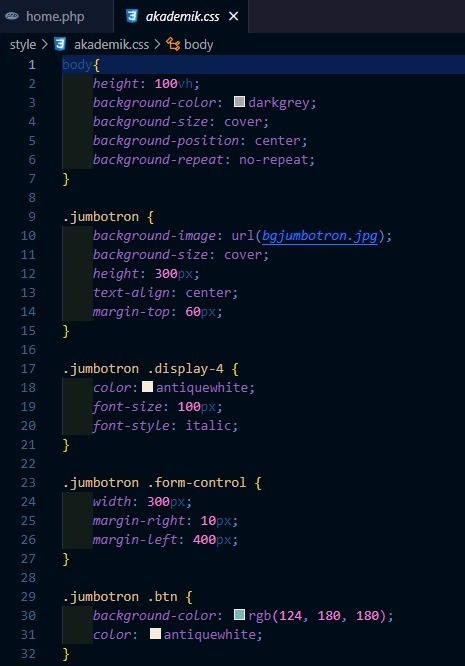 home.php akademik.css ×
style > akademik.css > body
1 body{
2 height: 100vh;
3 background-color: darkgrey;
4 background-size: cover;
5 background-position: center;
6 background-repeat: no-repeat;
7 }
8
9 .jumbotron {
10 background-image: url(bgjumbotron.jpg);
11 background-size: cover;
12 height: 300px;
13 text-align: center;
14 margin-top: 60px;
15 }
16
17 .jumbotron .display-4 {
18 color: antiquewhite;
19 font-size: 100px;
20 font-style: italic;
21 }
22
23 .jumbotron .form-control {
24 width: 300px;
25 margin-right: 10px;
26 margin-left: 400px;
27 }
28
29 .jumbotron .btn {
30 background-color: rgb(124, 180, 180);
31 color: antiquewhite;
32 }